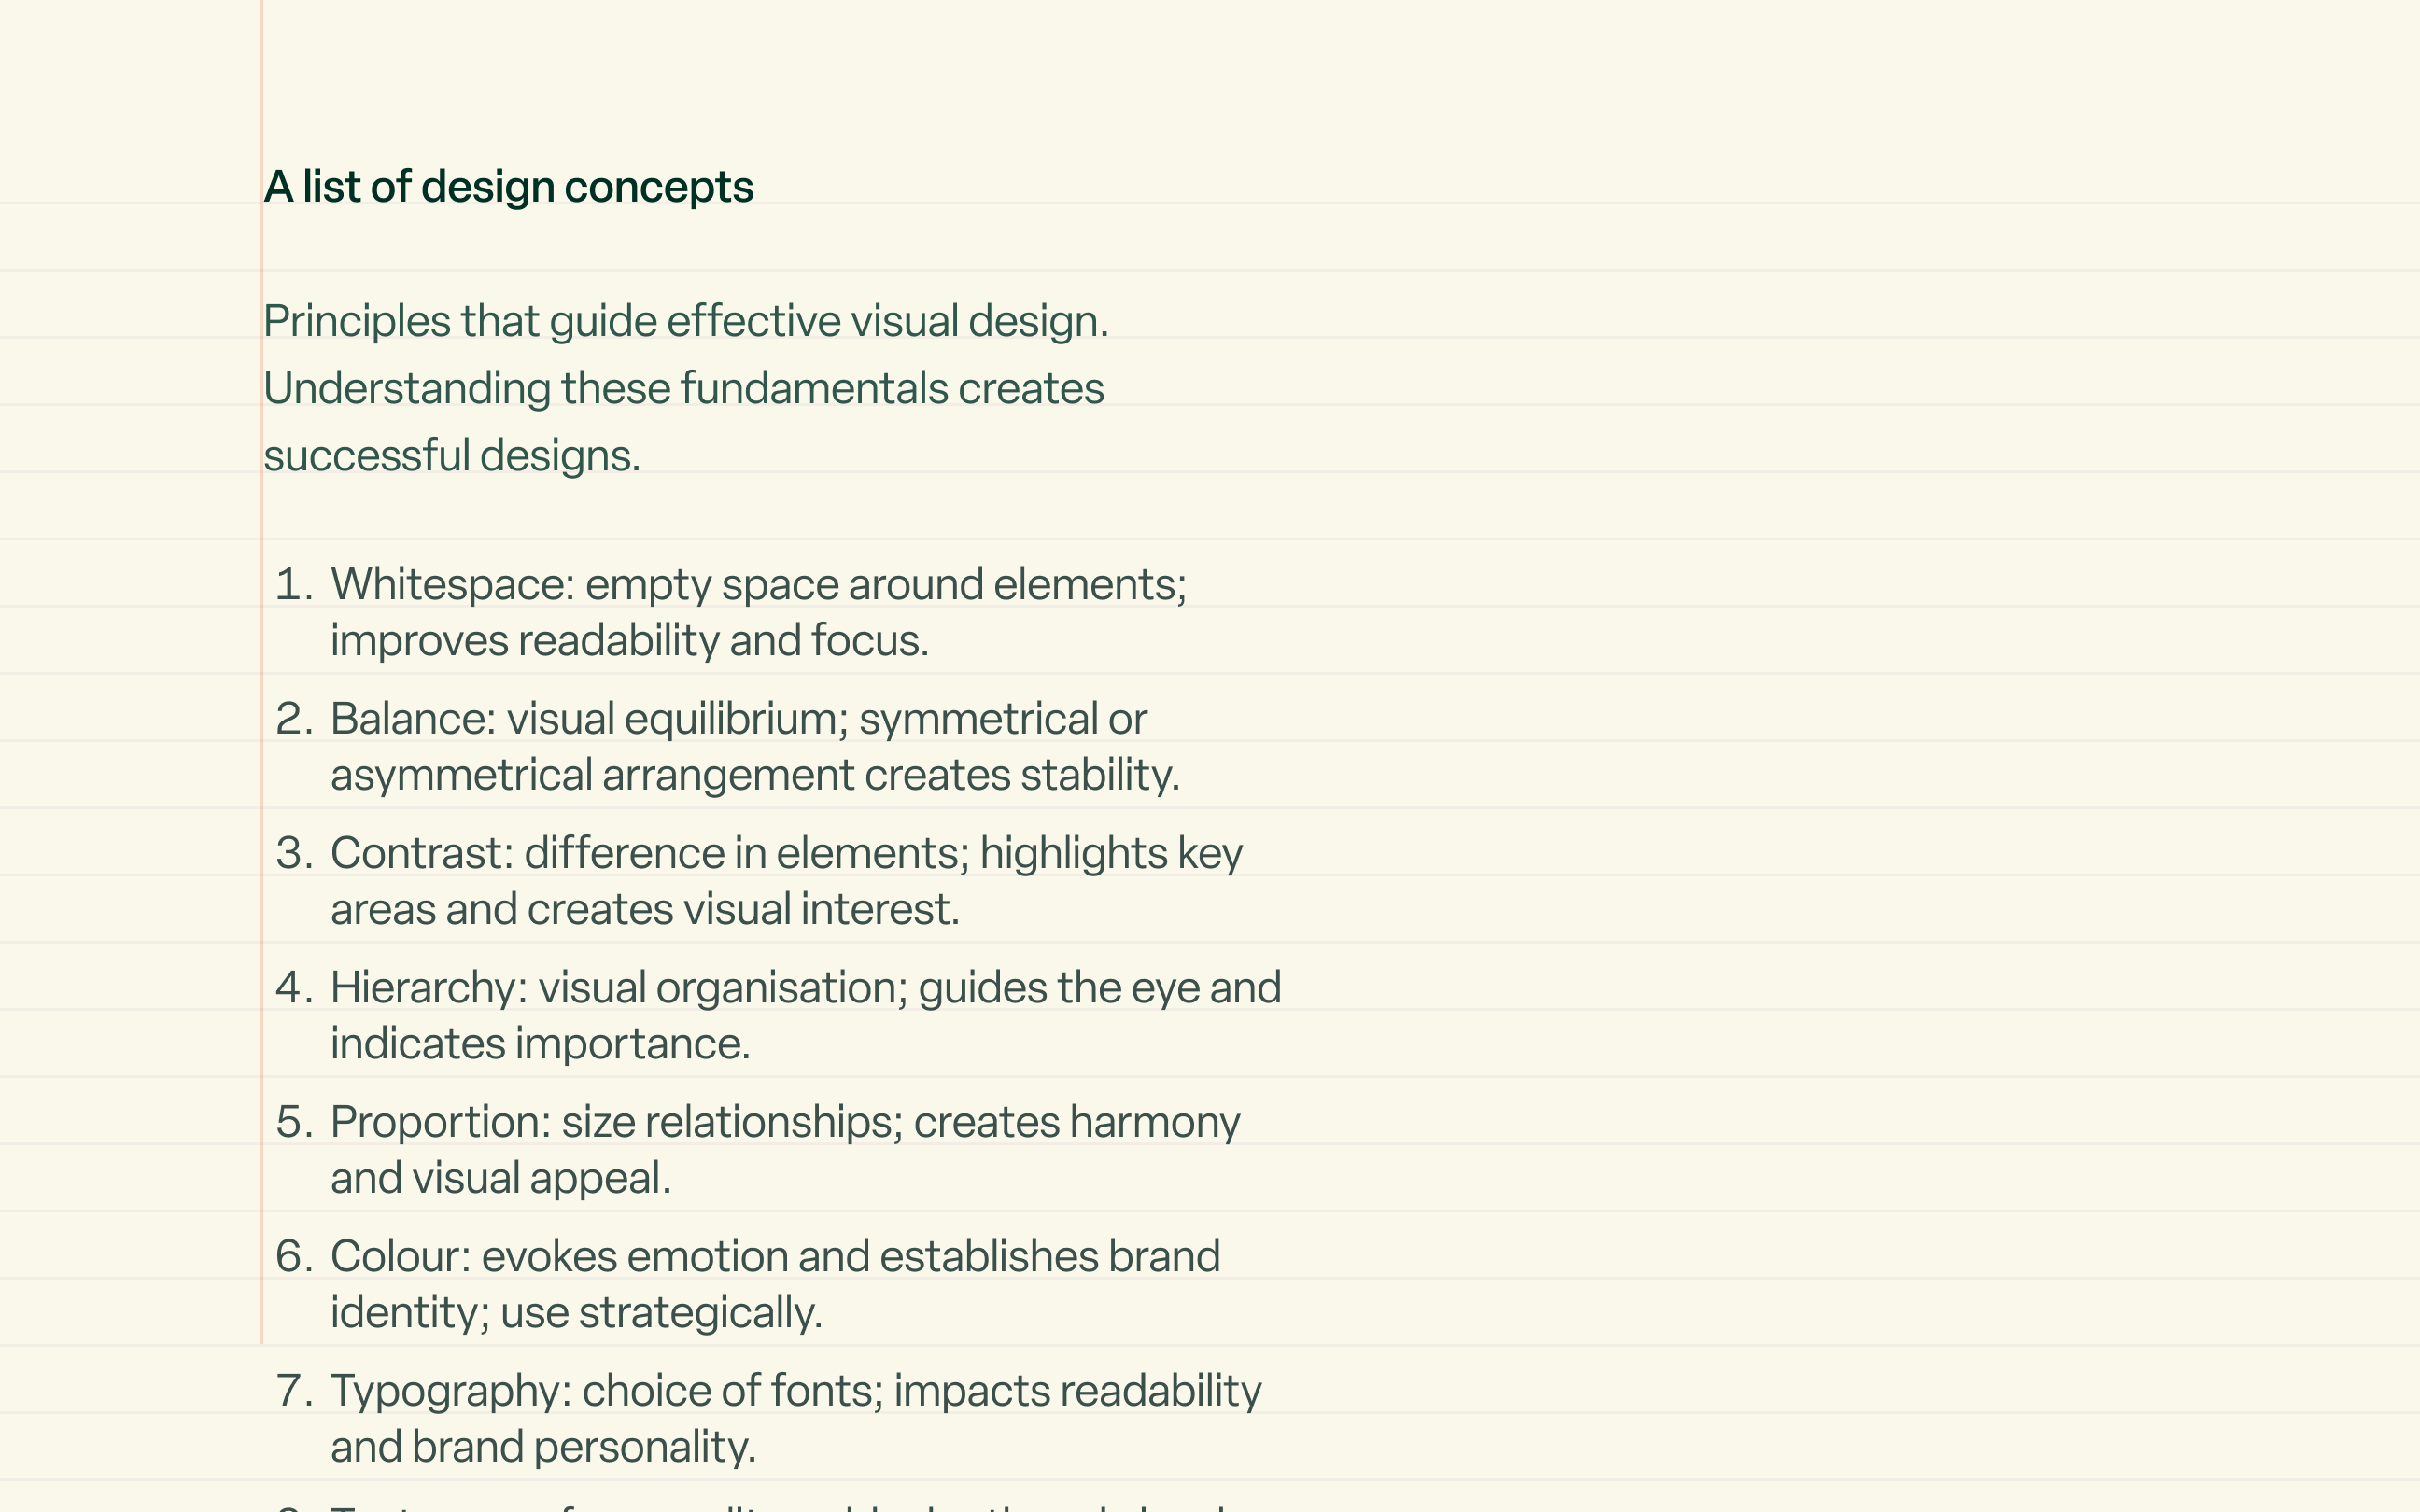 A list of design concepts
Principles that guide effective visual design.
Understanding these fundamentals creates
successful designs.
1. Whitespace: empty space around elements;
improves readability and focus.
2. Balance: visual equilibrium; symmetrical or
asymmetrical arrangement creates stability.
3. Contrast: difference in elements; highlights key
areas and creates visual interest.
4. Hierarchy: visual organisation; guides the eye and
indicates importance.
5. Proportion: size relationships; creates harmony
and visual appeal.
6. Colour: evokes emotion and establishes brand
identity; use strategically.
7. Typography: choice of fonts; impacts readability
and brand personality.